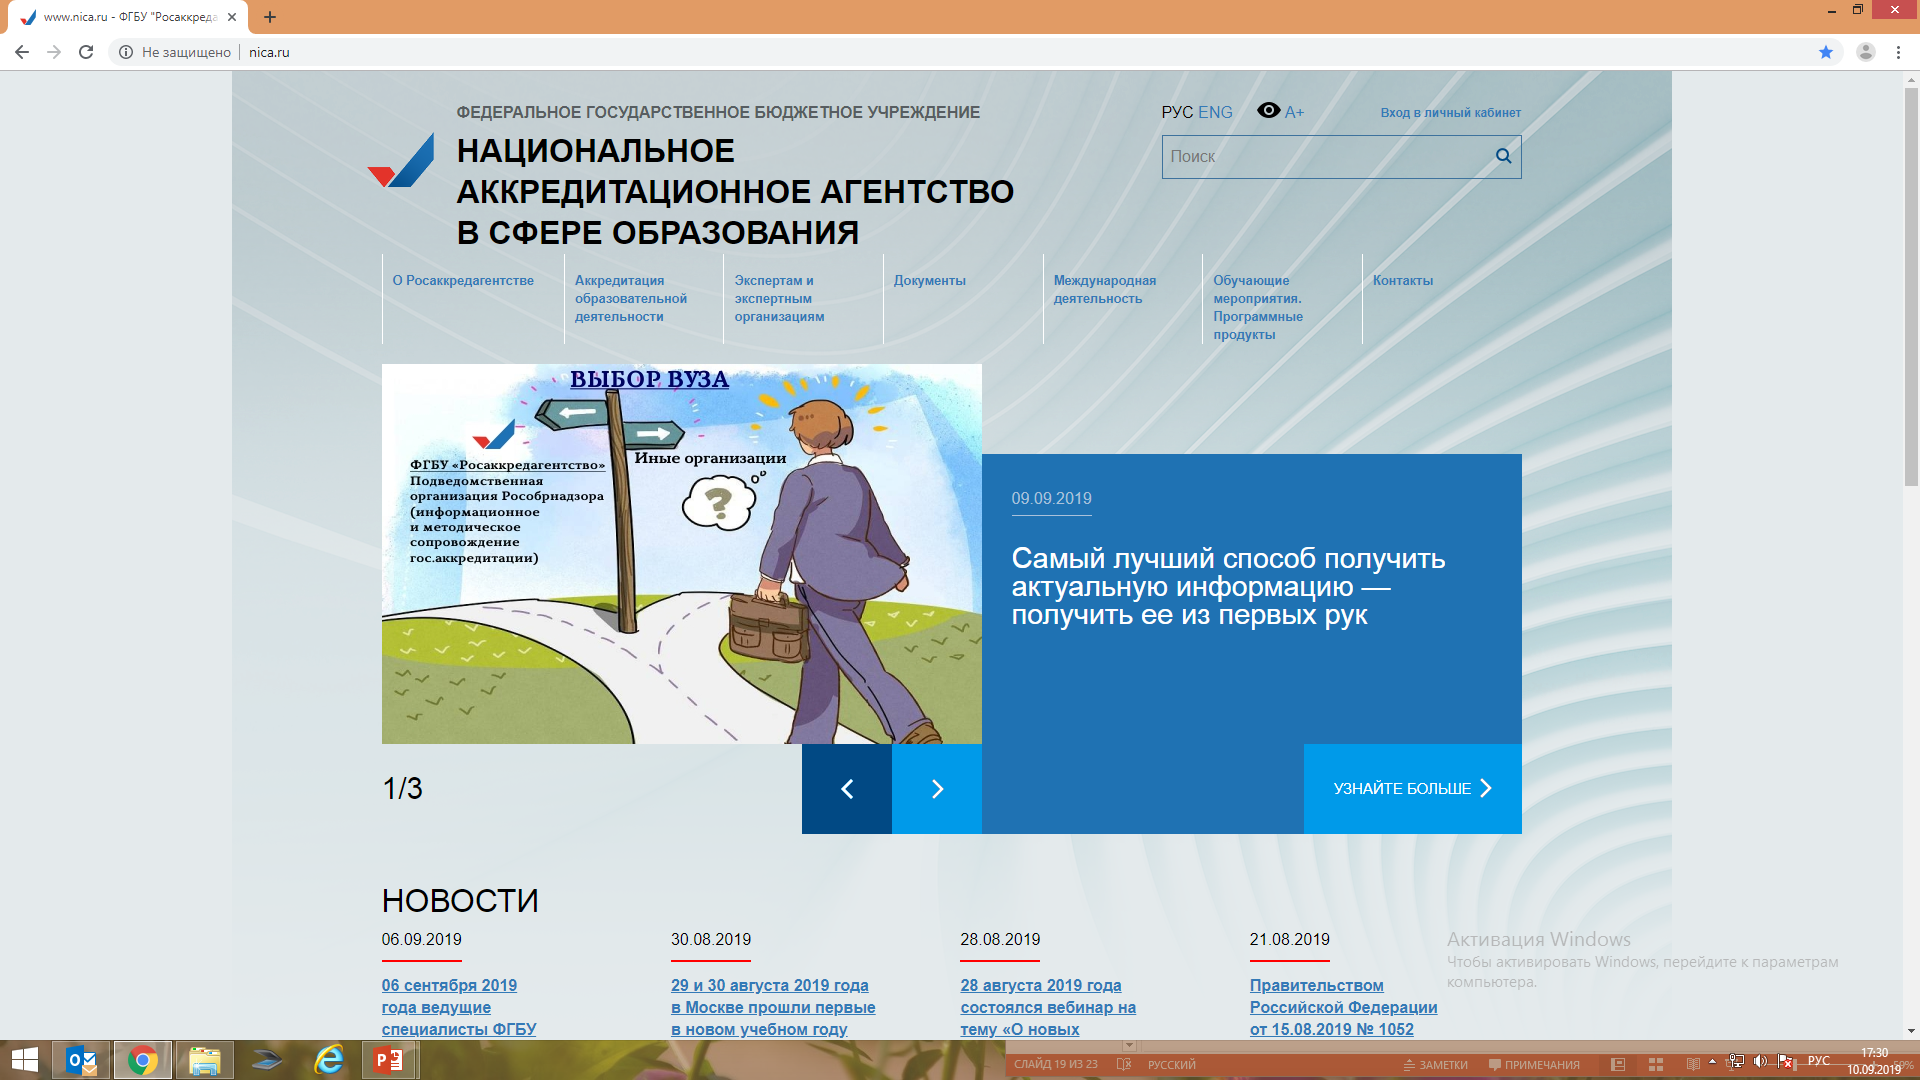 www.nica.ru - ФГБУ "Росаккреда
Не защищено
nica.ru
ФЕДЕРАЛЬНОЕ ГОСУДАРСТВЕННОЕ БЮДЖЕТНОЕ УЧРЕЖДЕНИЕ
НАЦИОНАЛЬНОЕ
АККРЕДИТАЦИОННОЕ АГЕНТСТВО
В СФЕРЕ ОБРАЗОВАНИЯ
РУС ENG
A+
Вход в личный кабинет
Поиск
О Росаккредагентстве
Аккредитация
образовательной
деятельности
Экспертам и
экспертным
организациям
Документы
Международная
деятельность
Обучающие
мероприятия.
Программные
продукты
Контакты
ВЫБОР ВУЗА
ФГБУ «Росаккредагентство»
Подведомственная
организация Рособрнадзора
(информационное
и методическое
сопровождение
гос.аккредитации)
Иные организации
?
09.09.2019
Самый лучший способ получить
актуальную информацию —
получить ее из первых рук
1/3
УЗНАЙТЕ БОЛЬШЕ
НОВОСТИ
06.09.2019
06 сентября 2019
года ведущие
специалисты ФГБУ
30.08.2019
29 и 30 августа 2019 года
в Москве прошли первые
в новом учебном году
28.08.2019
28 августа 2019 года
состоялся вебинар на
тему «О новых
21.08.2019
Правительством
Российской Федерации
от 15.08.2019 № 1052
Активация Windows
Чтобы активировать Windows, перейдите к параметрам
компьютера.
СЛАЙД 19 ИЗ 23
РУССКИЙ
ЗАМЕТКИ
ПРИМЕЧАНИЯ
РУС
17:30
10.09.2019